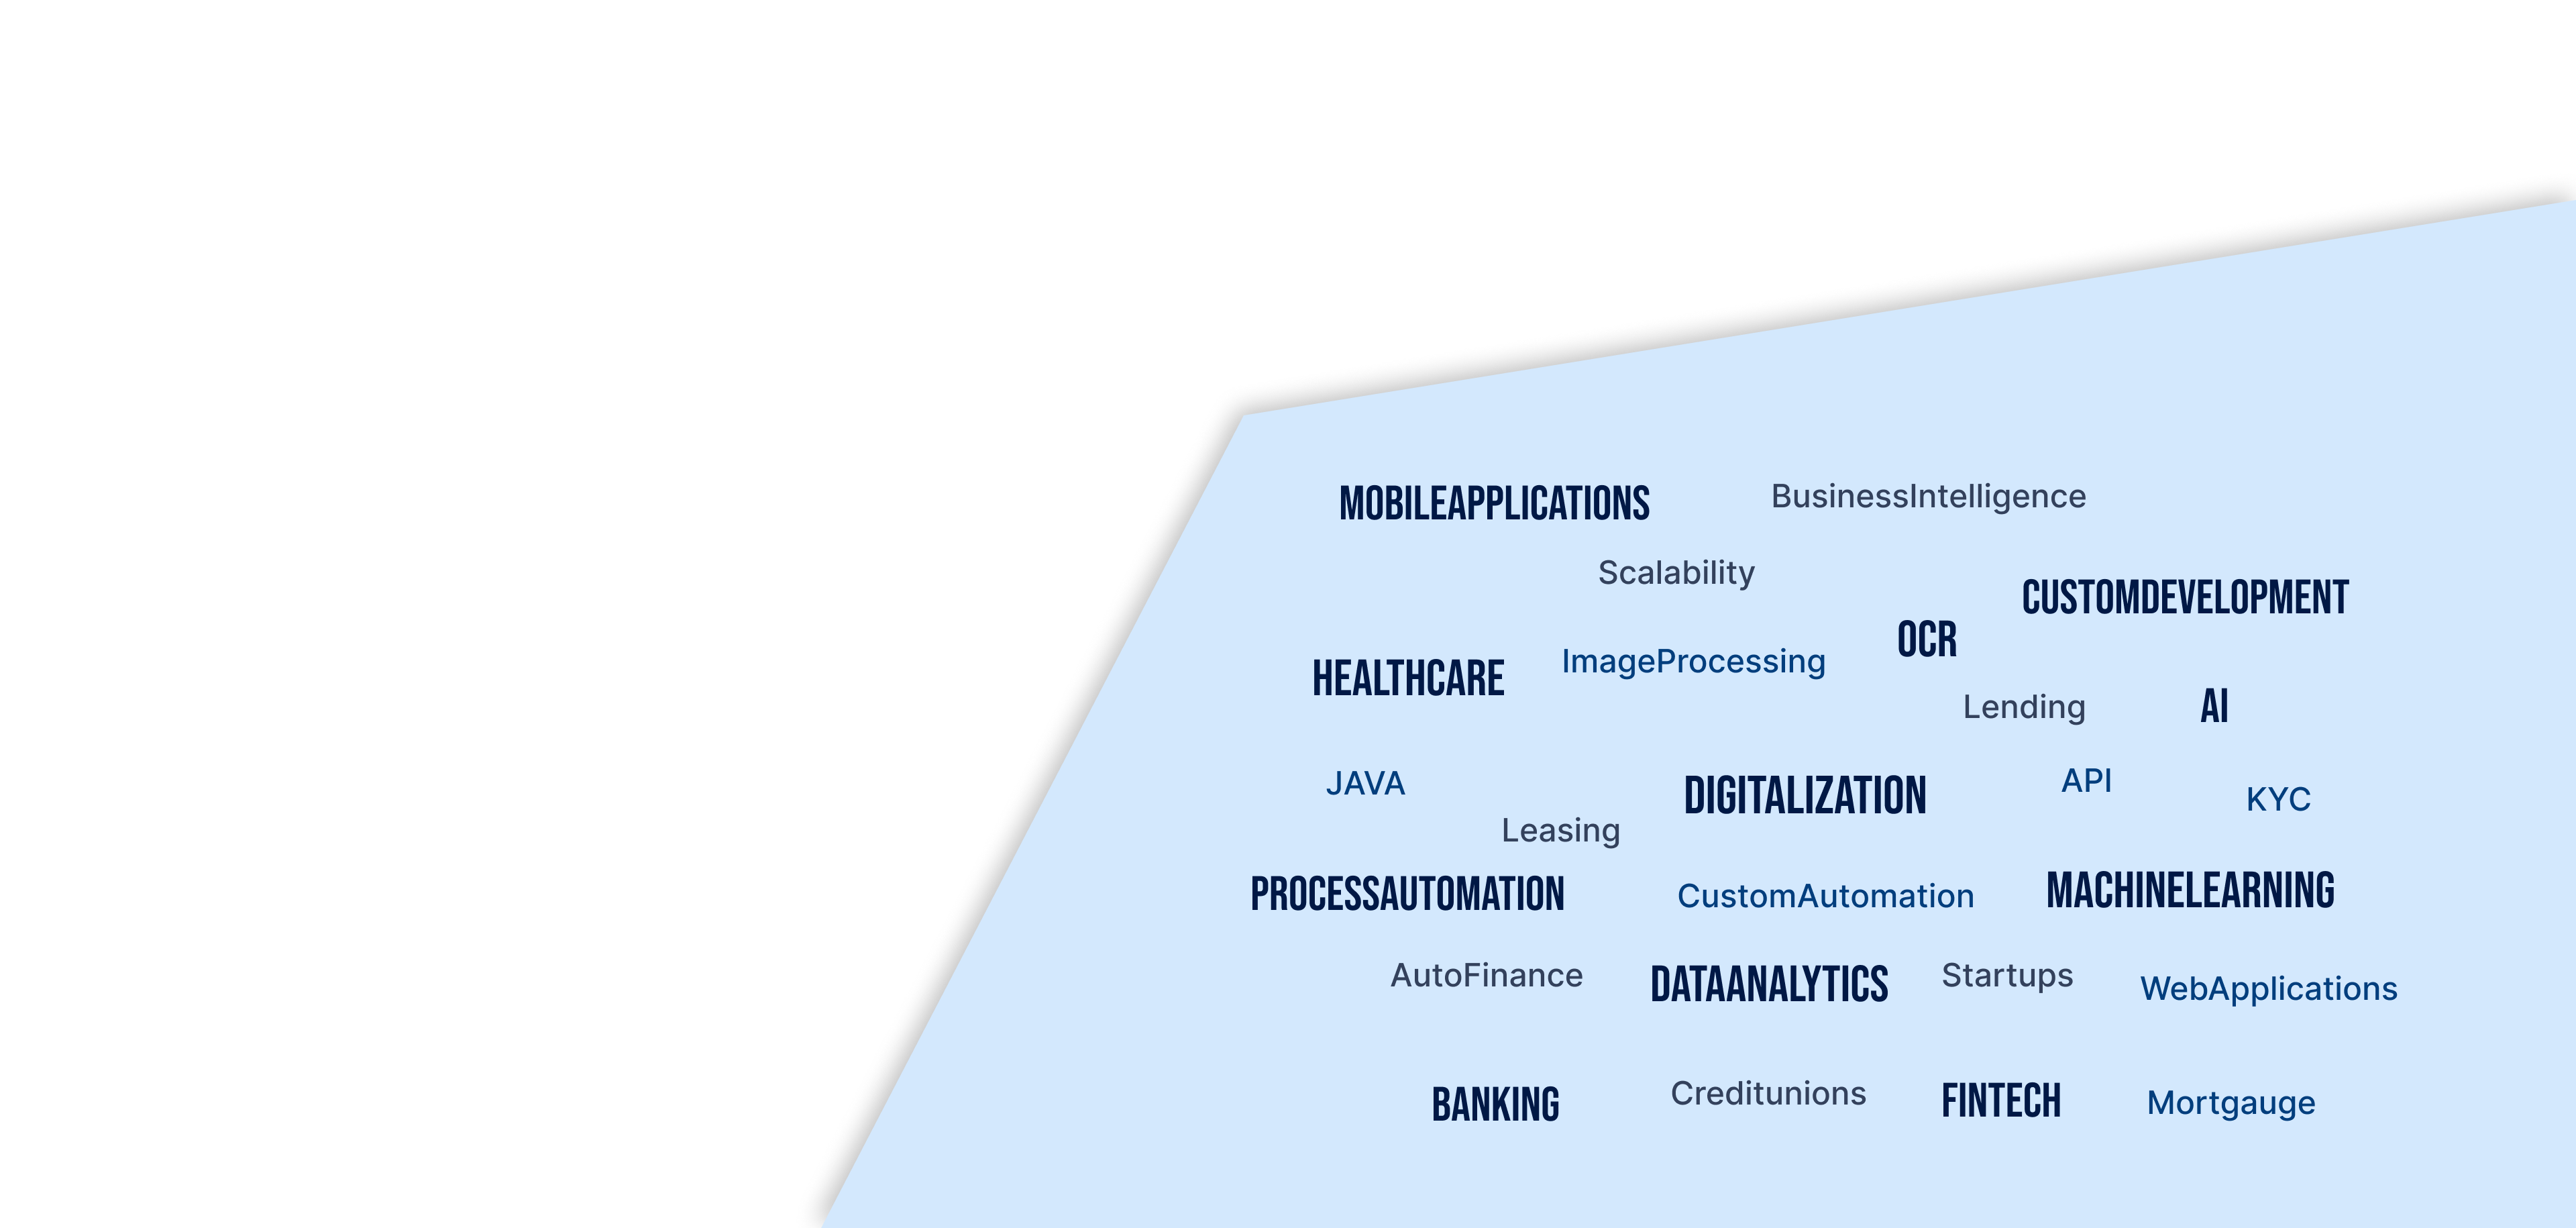 MOBILEAPPLICATIONS
BusinessIntelligence
Scalability
CUSTOMDEVELOPMENT
OCR
HEALTHCARE
ImageProcessing
Lending
AI
JAVA
DIGITALIZATION
API
KYC
Leasing
PROCESSAUTOMATION
CustomAutomation
MACHINELEARNING
AutoFinance
DATAANALYTICS
Startups
WebApplications
BANKING
Creditunions
FINTECH
Mortgauge